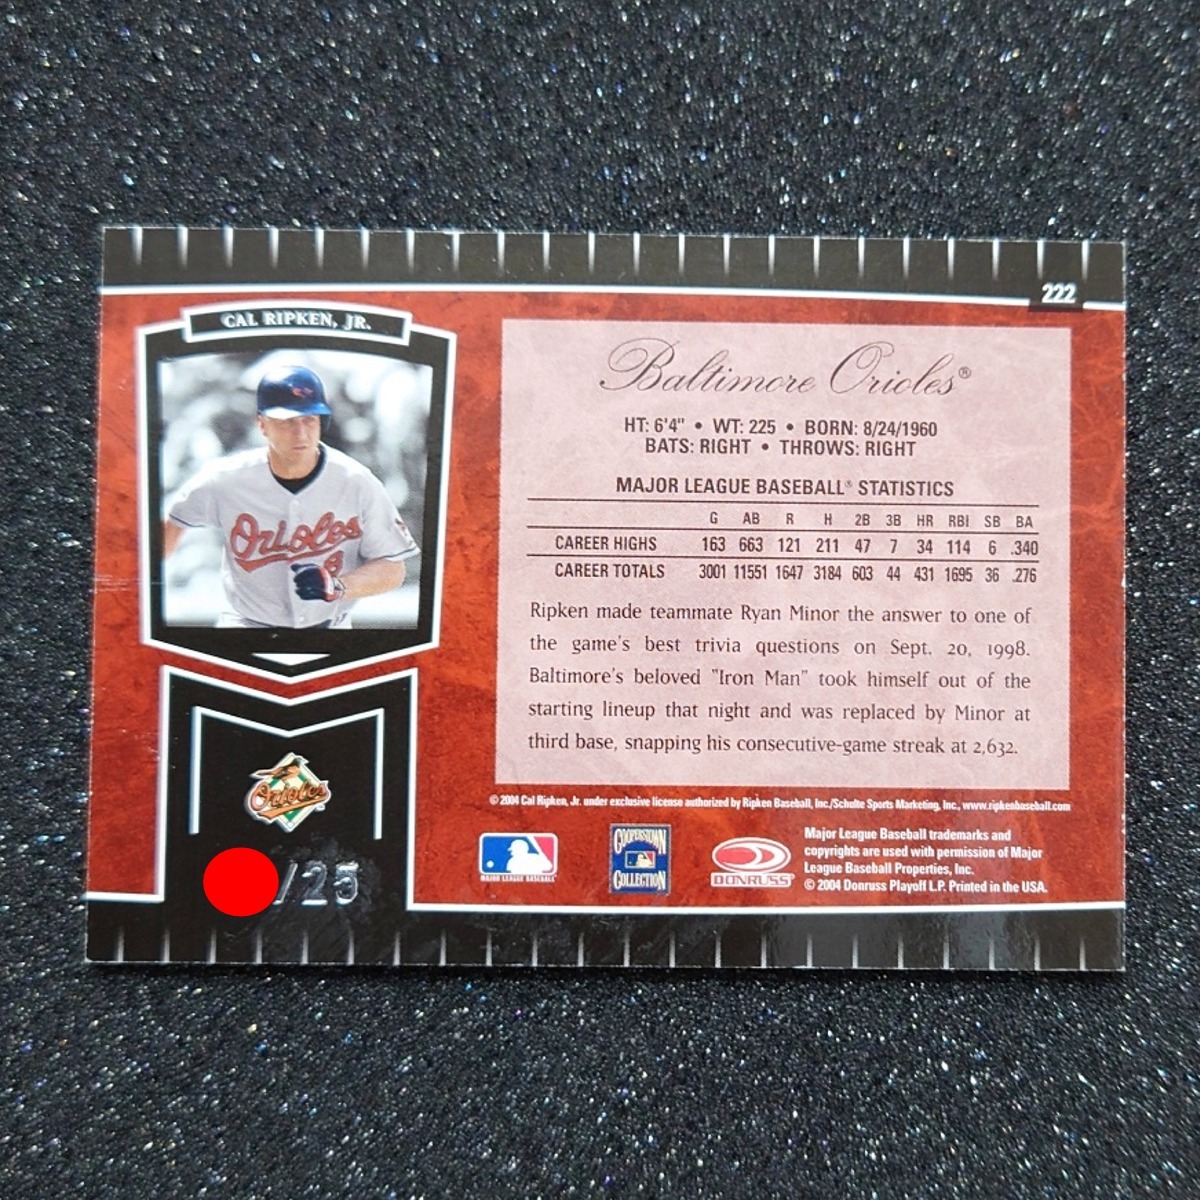 222
CAL RIPKEN, JR.
Orioles
8
Baltimore Orioles®
HT: 6'4" • WT: 225 • BORN: 8/24/1960
BATS: RIGHT • THROWS: RIGHT
MAJOR LEAGUE BASEBALL® STATISTICS
G AB R H 2B 3B HR RBI SB BA
CAREER HIGHS 163 663 121 211 47 7 34 114 6 .340
CAREER TOTALS 3001 11551 1647 3184 603 44 431 1695 36 .276
Ripken made teammate Ryan Minor the answer to one of
the game's best trivia questions on Sept. 20, 1998.
Baltimore's beloved "Iron Man" took himself out of the
starting lineup that night and was replaced by Minor at
third base, snapping his consecutive-game streak at 2,632.
© 2004 Cal Ripken, Jr. under exclusive license authorized by Ripken Baseball, Inc./Schulte Sports Marketing, Inc., www.ripkenbaseball.com
Orioles
/25
MAJOR LEAGUE BASEBALL
COOPERSTOWN
COLLECTION
DONRUSS
Major League Baseball trademarks and
copyrights are used with permission of Major
League Baseball Properties, Inc.
© 2004 Donruss Playoff L.P. Printed in the USA.